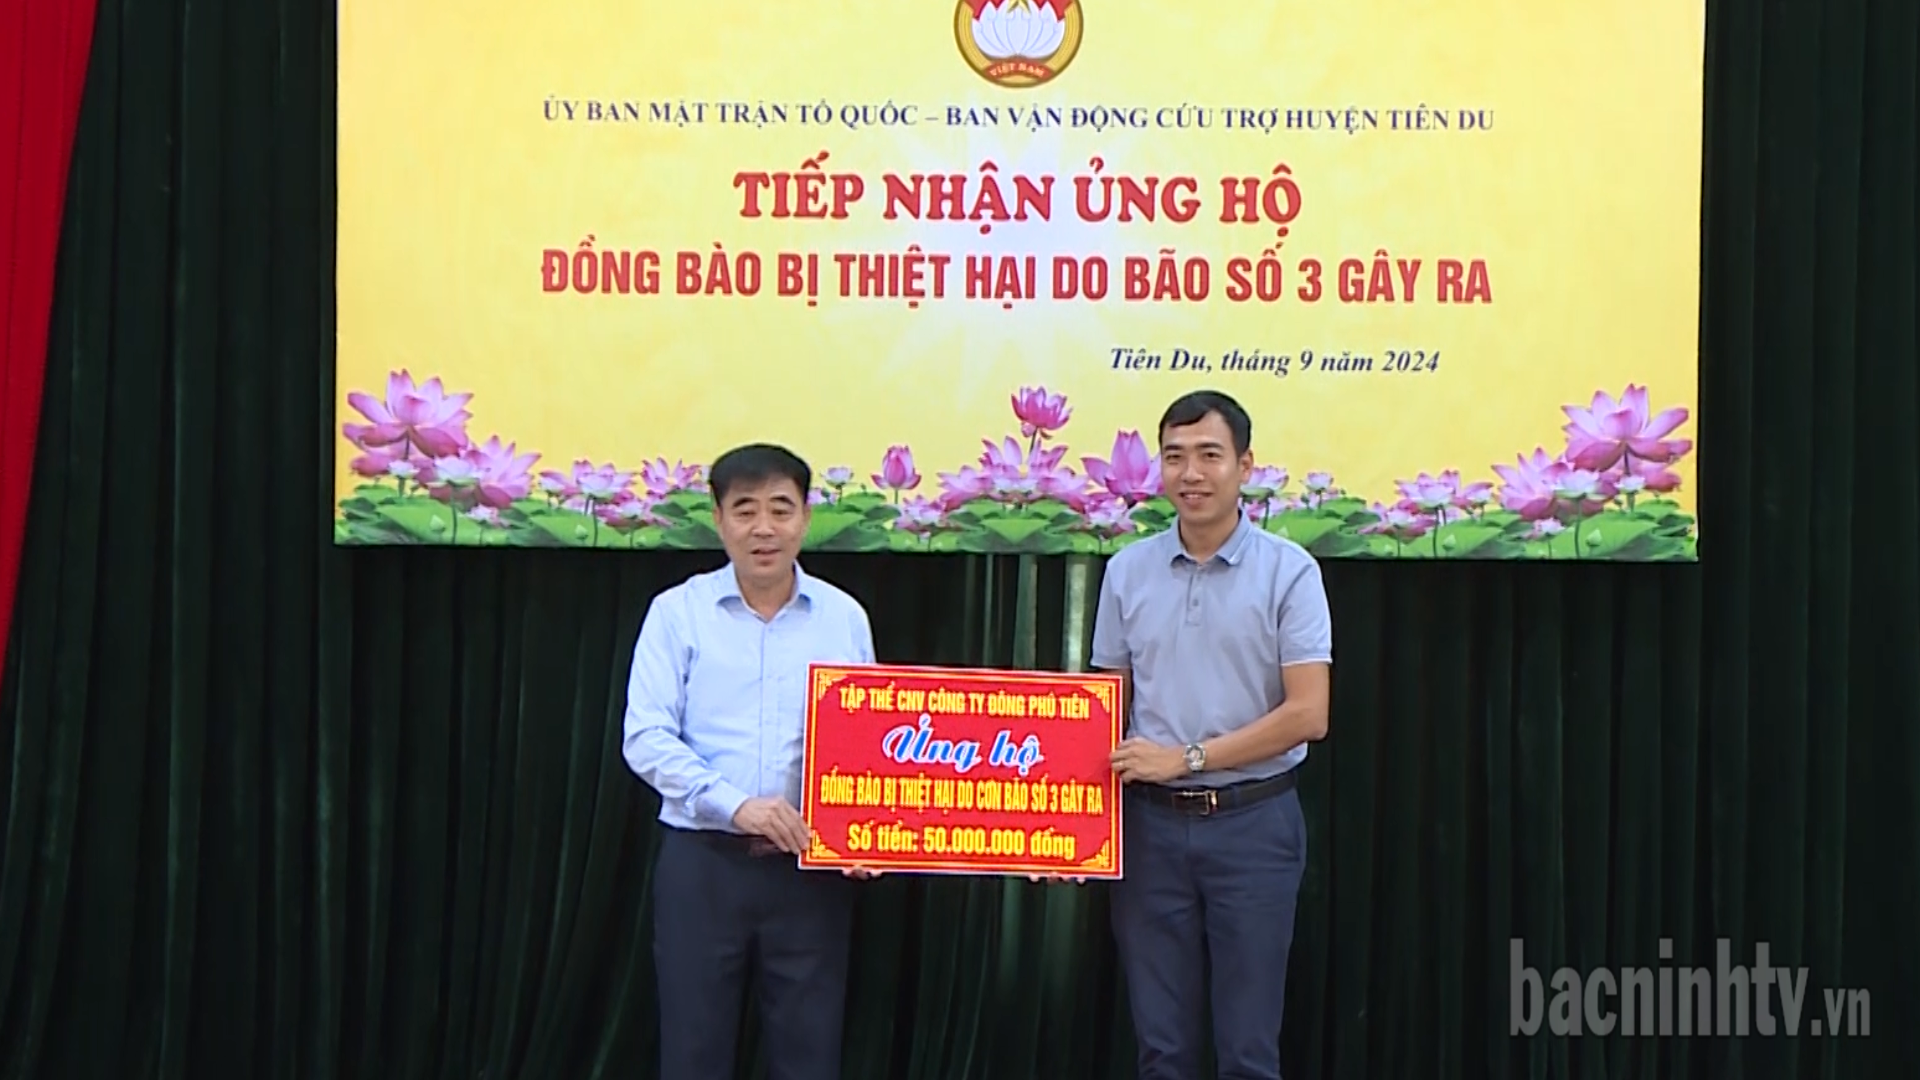 VIỆT NAM
ỦY BAN MẶT TRẬN TỔ QUỐC – BAN VẬN ĐỘNG CỨU TRỢ HUYỆN TIÊN DU
TIẾP NHẬN ỦNG HỘ
ĐỒNG BÀO BỊ THIỆT HẠI DO BÃO SỐ 3 GÂY RA
Tiên Du, tháng 9 năm 2024
TẬP THỂ CNV CÔNG TY ĐÔNG PHÚ TIÊN
Ủng hộ
ĐỒNG BÀO BỊ THIỆT HẠI DO CƠN BÃO SỐ 3 GÂY RA
Số tiền: 50.000.000 đồng
bacninhtv.vn